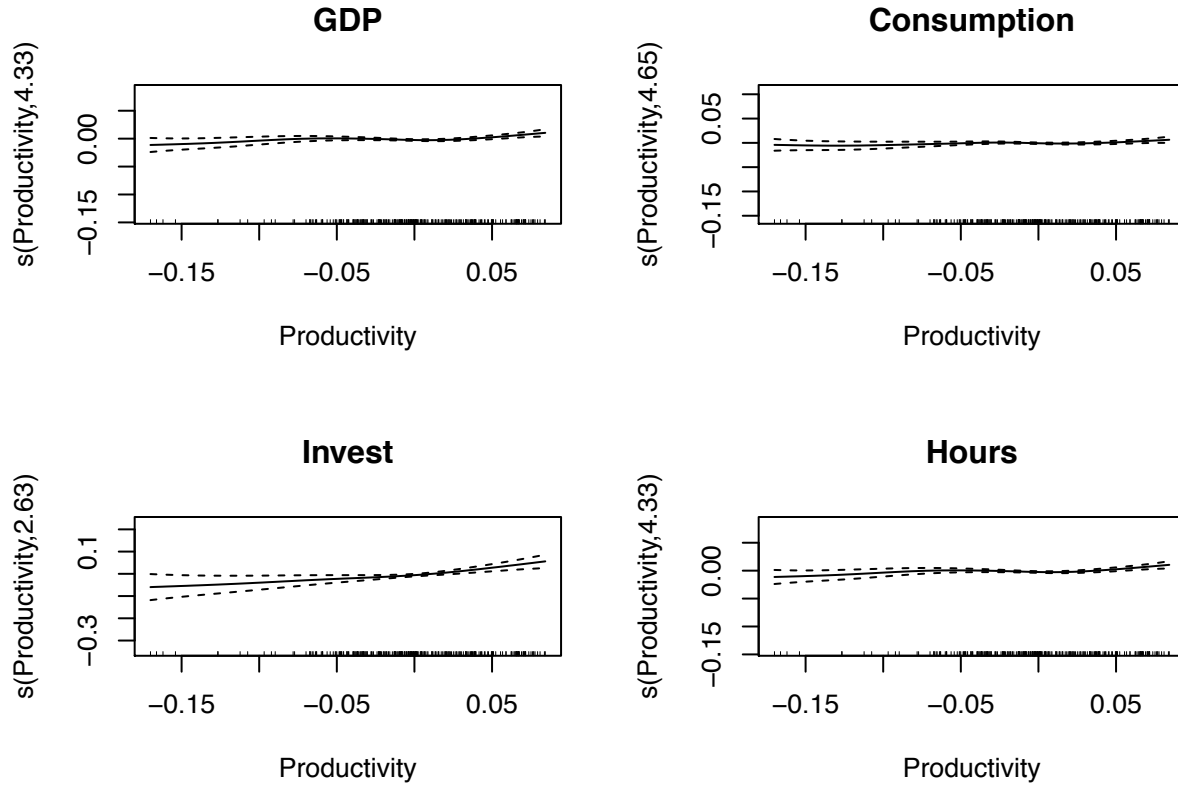 GDP
s(Productivity,4.33)
0.00
−0.15
−0.15
−0.05
0.05
Productivity
Consumption
s(Productivity,4.65)
0.05
−0.15
−0.15
−0.05
0.05
Productivity
Invest
s(Productivity,2.63)
0.1
−0.3
−0.15
−0.05
0.05
Productivity
Hours
s(Productivity,4.33)
0.00
−0.15
−0.15
−0.05
0.05
Productivity